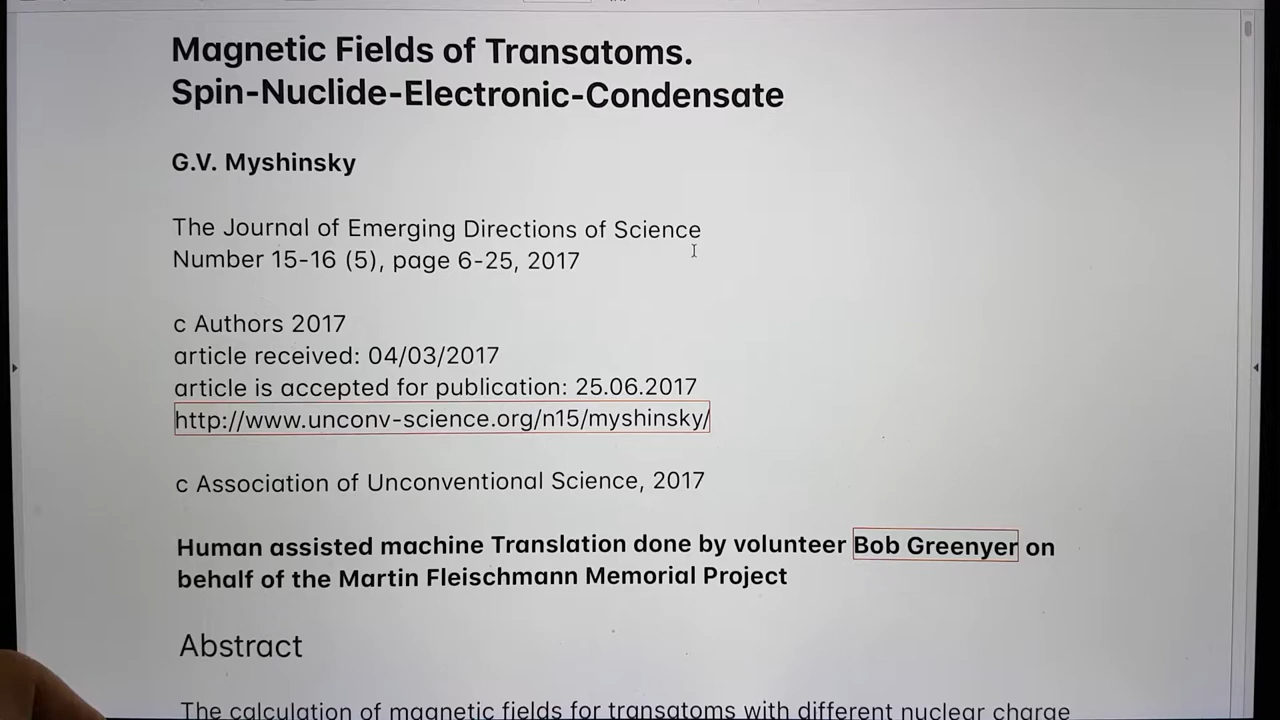 Magnetic Fields of Transatoms.
Spin-Nuclide-Electronic-Condensate
G.V. Myshinsky
The Journal of Emerging Directions of Science
Number 15-16 (5), page 6-25, 2017
c Authors 2017
article received: 04/03/2017
article is accepted for publication: 25.06.2017
http://www.unconv-science.org/n15/myshinsky/
c Association of Unconventional Science, 2017
Human assisted machine Translation done by volunteer Bob Greenyer on
behalf of the Martin Fleischmann Memorial Project
Abstract
The calculation of magnetic fields for transatoms with different nuclear charge